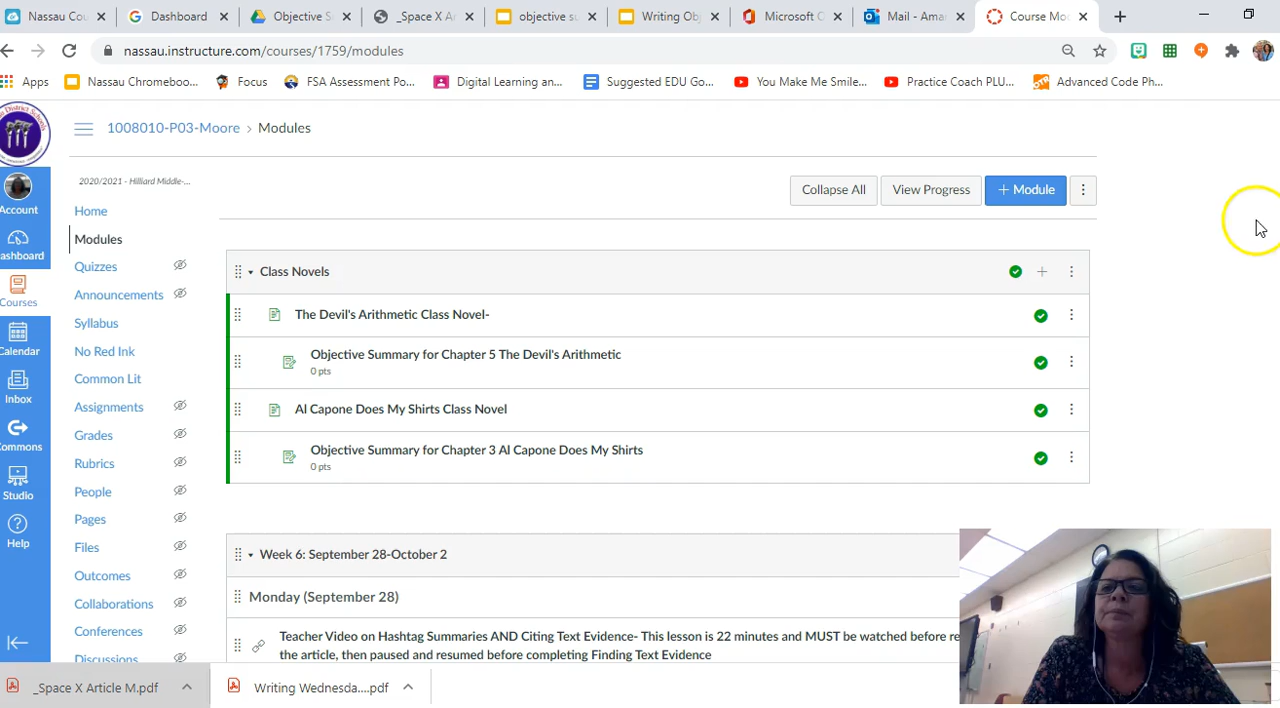 Nassau Cou
Dashboard
Objective S
_Space X A
objective su
Writing Obj
Microsoft O
Mail - Amar
Course Mod
nassau.instructure.com/courses/1759/modules
Apps
Nassau Chromeboo...
Focus
FSA Assessment Po...
Digital Learning an...
Suggested EDU Go...
You Make Me Smile...
Practice Coach PLU...
Advanced Code Ph...
1008010-P03-Moore > Modules
2020/2021 - Hilliard Middle-...
Collapse All
View Progress
+ Module
Account
ashboard
Courses
Calendar
Inbox
ommons
Studio
Help
Home
Modules
Quizzes
Announcements
Syllabus
No Red Ink
Common Lit
Assignments
Grades
Rubrics
People
Pages
Files
Outcomes
Collaborations
Conferences
Discussions
Class Novels
The Devil's Arithmetic Class Novel-
Objective Summary for Chapter 5 The Devil's Arithmetic
0 pts
Al Capone Does My Shirts Class Novel
Objective Summary for Chapter 3 Al Capone Does My Shirts
0 pts
Week 6: September 28-October 2
Monday (September 28)
Teacher Video on Hashtag Summaries AND Citing Text Evidence- This lesson is 22 minutes and MUST be watched before re
the article, then paused and resumed before completing Finding Text Evidence
_Space X Article M.pdf
Writing Wednesda....pdf